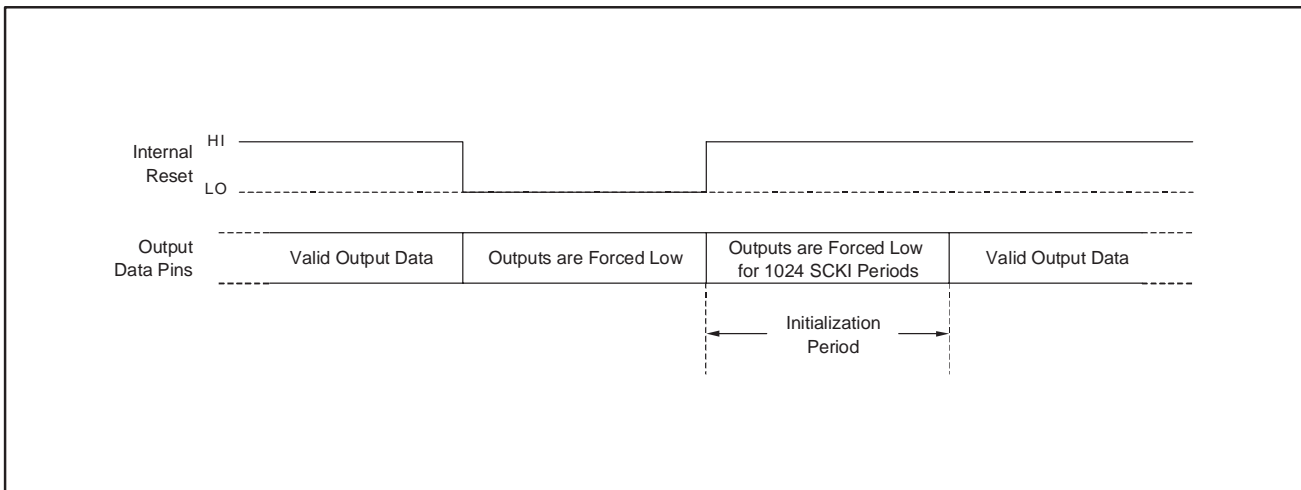 HI
Internal
Reset
LO
Output
Data Pins
Valid Output Data
Outputs are Forced Low
Outputs are Forced Low
for 1024 SCKI Periods
Valid Output Data
Initialization
Period